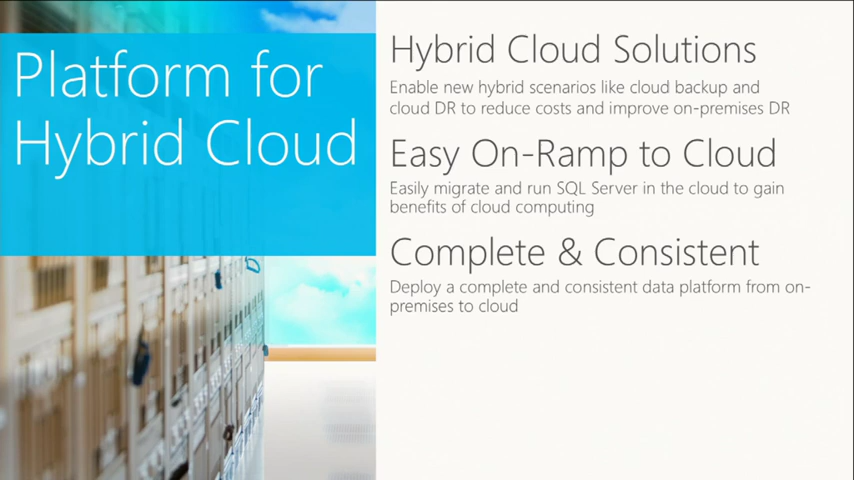 Platform for
Hybrid Cloud
Hybrid Cloud Solutions
Enable new hybrid scenarios like cloud backup and
cloud DR to reduce costs and improve on-premises DR
Easy On-Ramp to Cloud
Easily migrate and run SQL Server in the cloud to gain
benefits of cloud computing
Complete & Consistent
Deploy a complete and consistent data platform from on-
premises to cloud